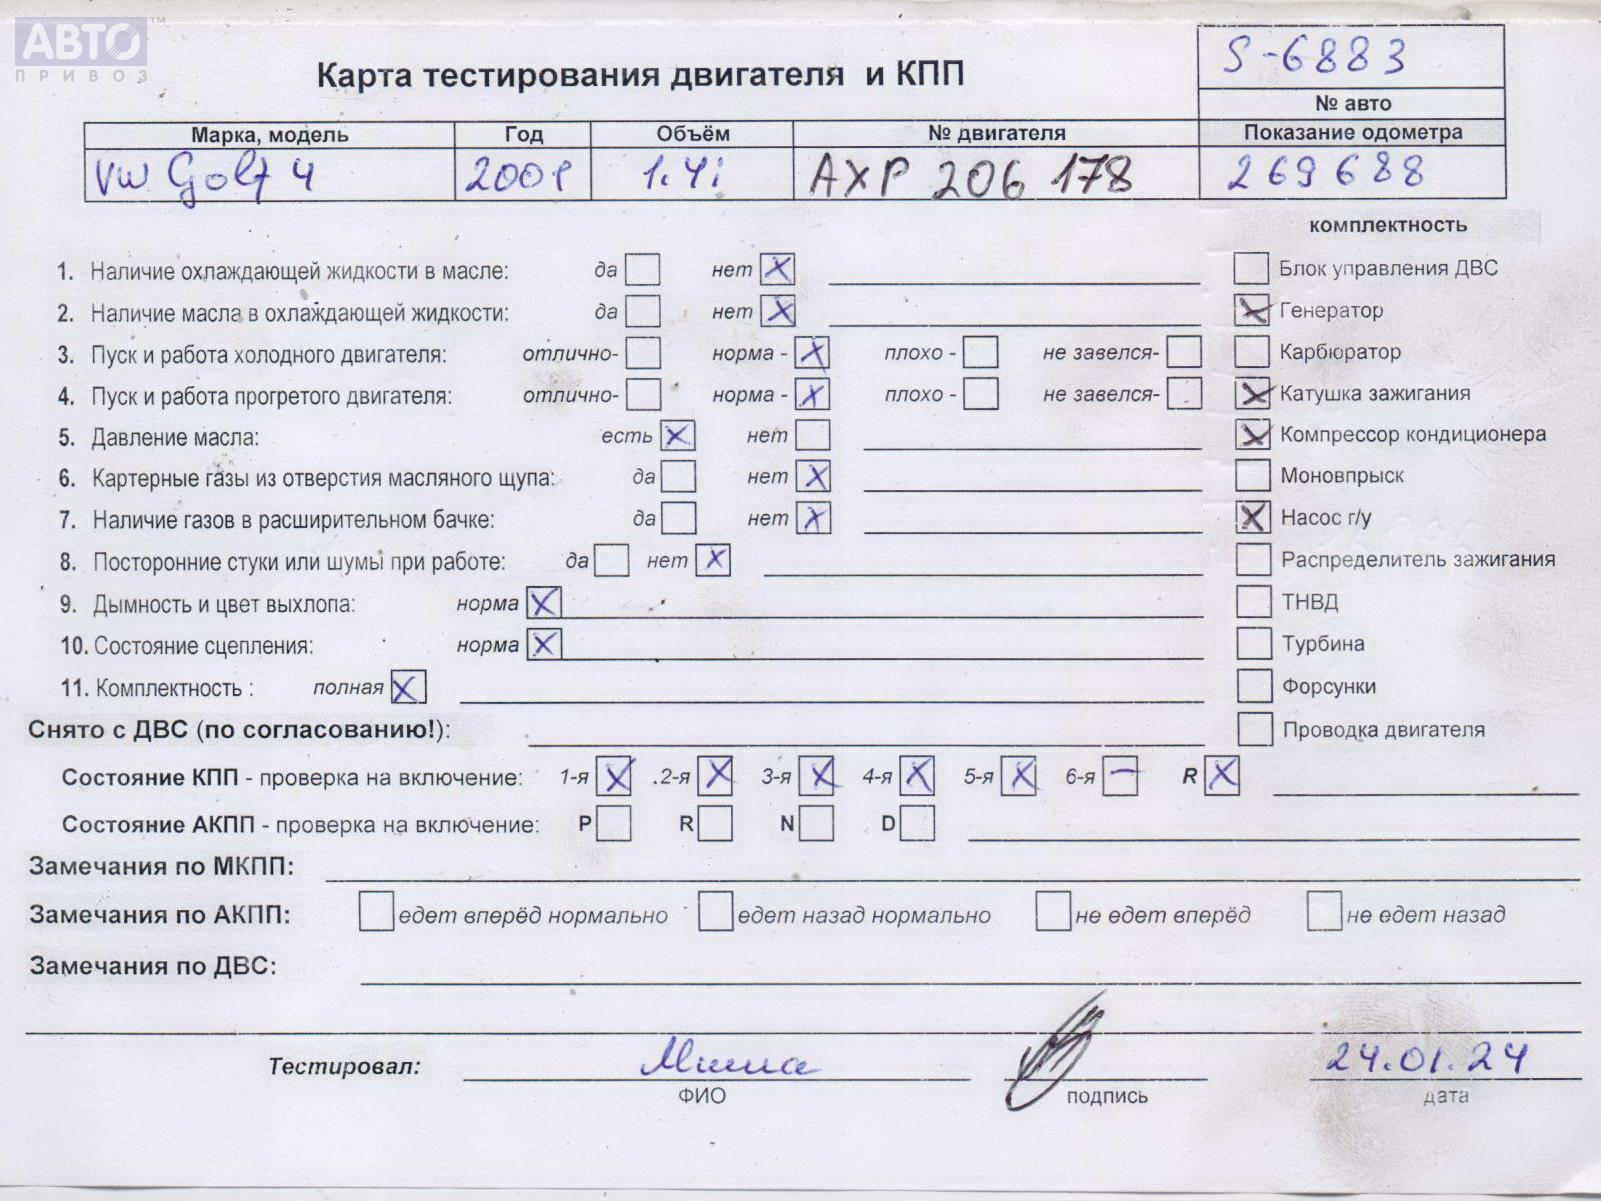 АВТО™
ПРИВОЗ
Карта тестирования двигателя и КПП
S-6883
№ авто
Марка, модель Год Объём № двигателя Показание одометра
VW Golf 4 2001 1.4i AXP 206 178 269688
комплектность
1. Наличие охлаждающей жидкости в масле: да нет X Блок управления ДВС
2. Наличие масла в охлаждающей жидкости: да нет X X Генератор
3. Пуск и работа холодного двигателя: отлично- норма - X плохо - не завелся- Карбюратор
4. Пуск и работа прогретого двигателя: отлично- норма - X плохо - не завелся- X Катушка зажигания
5. Давление масла: есть X нет X Компрессор кондиционера
6. Картерные газы из отверстия масляного щупа: да нет X Моновпрыск
7. Наличие газов в расширительном бачке: да нет X X Насос г/у
8. Посторонние стуки или шумы при работе: да нет X Распределитель зажигания
9. Дымность и цвет выхлопа: норма X ТНВД
10. Состояние сцепления: норма X Турбина
11. Комплектность : полная X Форсунки
Снято с ДВС (по согласованию!): Проводка двигателя
Состояние КПП - проверка на включение: 1-я X .2-я X 3-я X 4-я X 5-я X 6-я — R X
Состояние АКПП - проверка на включение: P R N D
Замечания по МКПП:
Замечания по АКПП: едет вперёд нормально едет назад нормально не едет вперёд не едет назад
Замечания по ДВС:
Тестировал: Миша 24.01.24
ФИО подпись дата